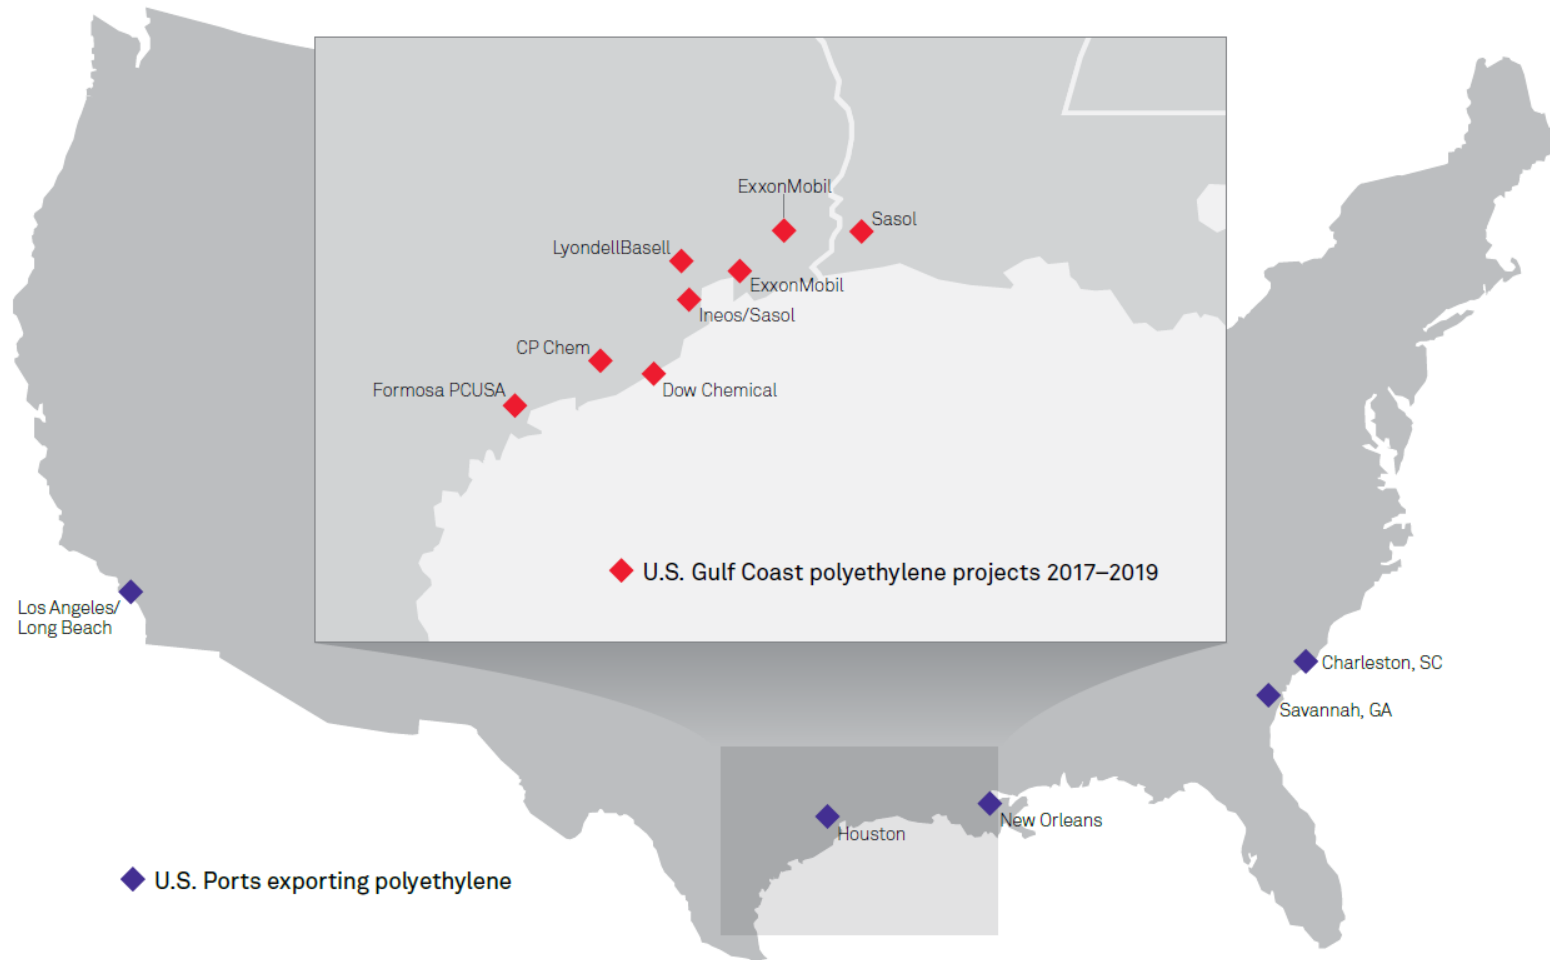 ExxonMobil
Sasol
LyondellBasell
ExxonMobil
Ineos/Sasol
CP Chem
Dow Chemical
Formosa PCUSA
U.S. Gulf Coast polyethylene projects 2017–2019
Los Angeles/
Long Beach
Charleston, SC
Savannah, GA
New Orleans
Houston
U.S. Ports exporting polyethylene